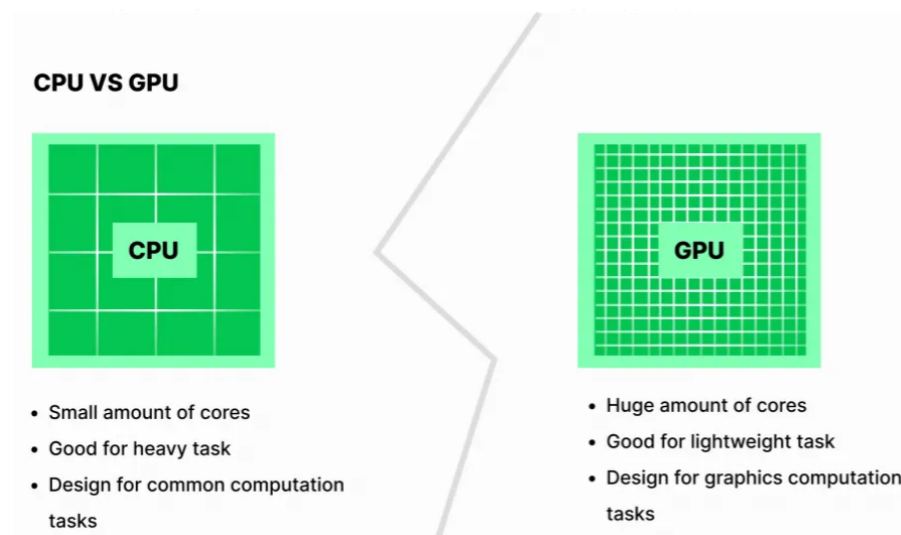 CPU VS GPU
CPU
• Small amount of cores
• Good for heavy task
• Design for common computation
tasks
GPU
• Huge amount of cores
• Good for lightweight task
• Design for graphics computation
tasks